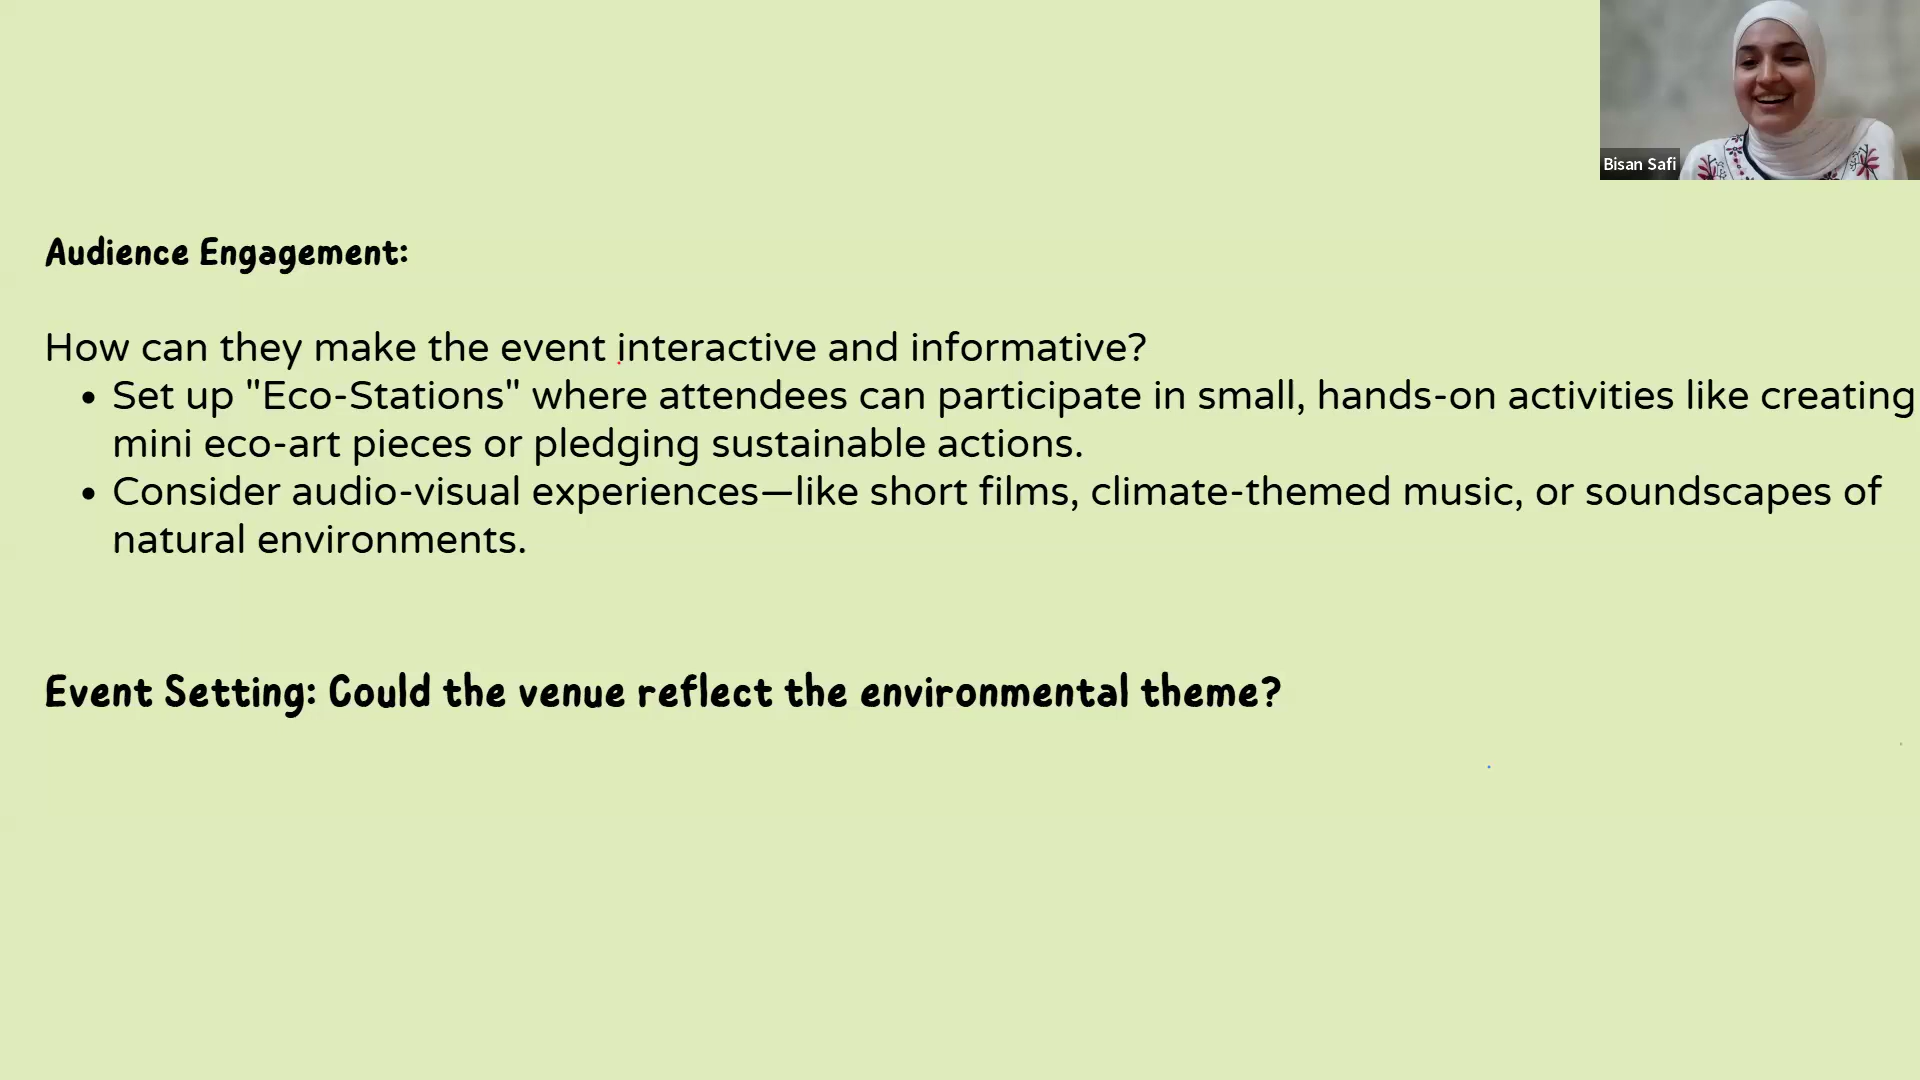 Bisan Safi
Audience Engagement:
How can they make the event interactive and informative?
• Set up "Eco-Stations" where attendees can participate in small, hands-on activities like creating
mini eco-art pieces or pledging sustainable actions.
• Consider audio-visual experiences—like short films, climate-themed music, or soundscapes of
natural environments.
Event Setting: Could the venue reflect the environmental theme?